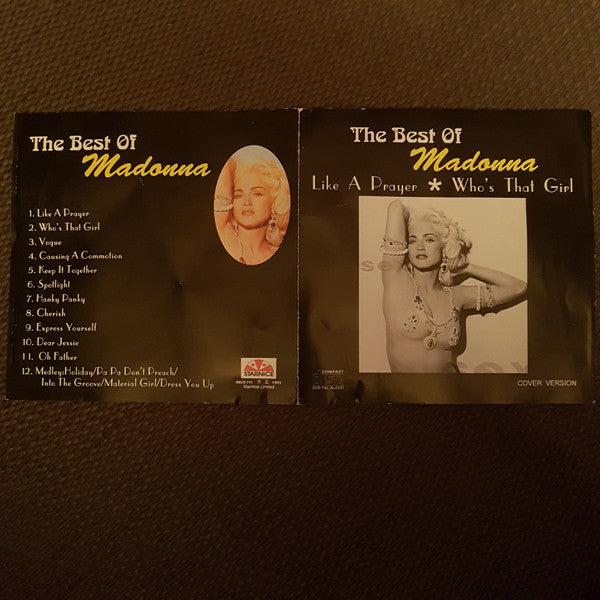 The Best Of
Madonna
1. Like A Prayer
2. Who's That Girl
3. Vogue
4. Causing A Commotion
5. Keep It Together
6. Spotlight
7. Hanky Panky
8. Cherish
9. Express Yourself
10. Dear Jessie
11. Oh Father
12. Medley:Holiday/Pa Pa Don't Preach/
Into The Groove/Material Girl/Dress You Up
STARNICE
Starnice Limited
The Best Of
Madonna
Like A Prayer * Who's That Girl
COMPACT
disc
DIGITAL AUDIO
COVER VERSION